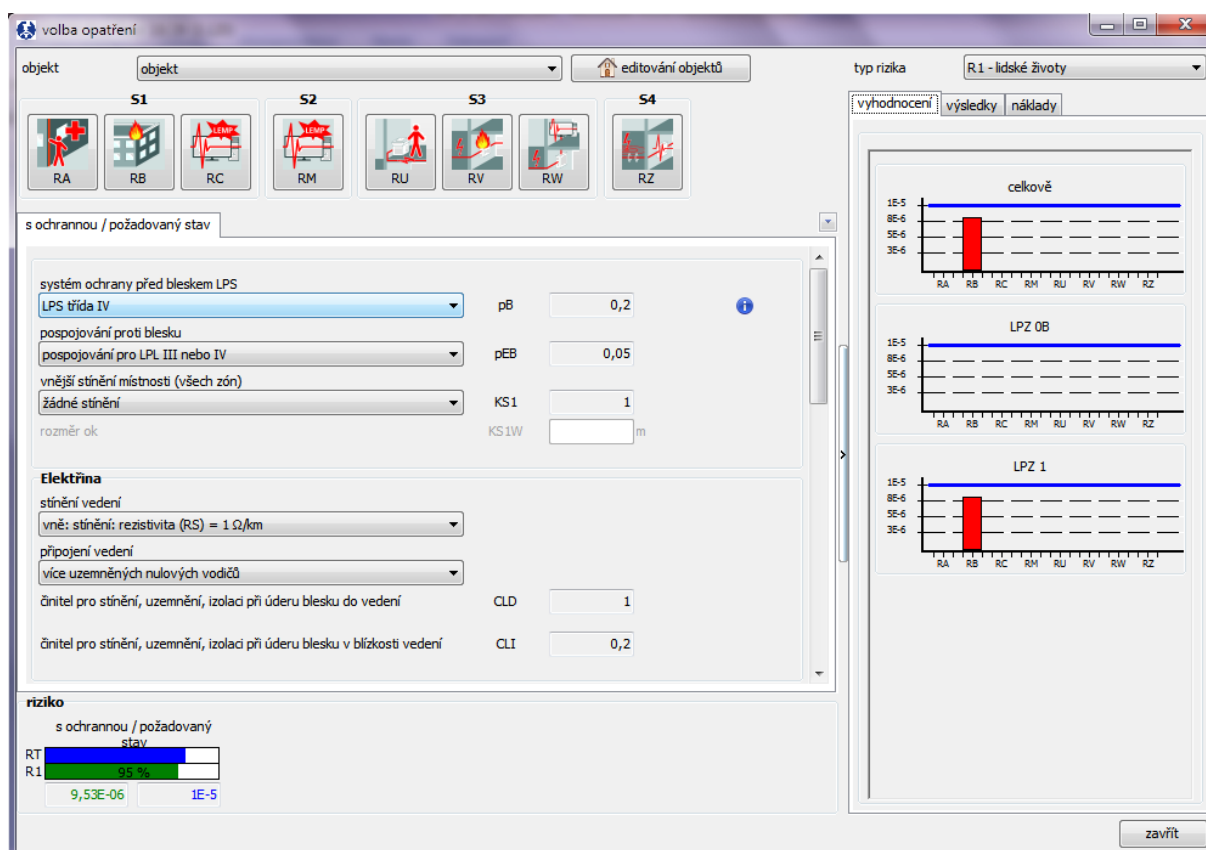 volba opatření
objekt
objekt
editování objektů
typ rizika
R1 - lidské životy
S1
S2
S3
S4
RA
RB
RC
RM
RU
RV
RW
RZ
LEMP
LEMP
vyhodnocení
výsledky
náklady
s ochrannou / požadovaný stav
systém ochrany před bleskem LPS
LPS třída IV
pB
0,2
pospojování proti blesku
pospojování pro LPL III nebo IV
pEB
0,05
vnější stínění místnosti (všech zón)
žádné stínění
KS1
1
rozměr ok
KS1W
m
Elektřina
stínění vedení
vně: stínění: rezistivita (RS) = 1 Ω/km
připojení vedení
více uzemněných nulových vodičů
činitel pro stínění, uzemnění, izolaci při úderu blesku do vedení
CLD
1
činitel pro stínění, uzemnění, izolaci při úderu blesku v blízkosti vedení
CLI
0,2
riziko
s ochrannou / požadovaný
stav
RT
R1
95 %
9,53E-06
1E-5
celkově
1E-5
8E-6
5E-6
3E-6
RA RB RC RM RU RV RW RZ
LPZ 0B
1E-5
8E-6
5E-6
3E-6
RA RB RC RM RU RV RW RZ
LPZ 1
1E-5
8E-6
5E-6
3E-6
RA RB RC RM RU RV RW RZ
zavřít